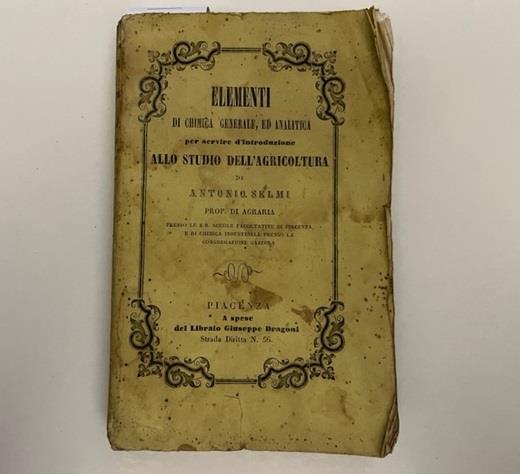 ELEMENTI
DI CHIMICA GENERALE, ED ANALITICA
per servire d'introduzione
ALLO STUDIO DELL'AGRICOLTURA
DI
ANTONIO SELMI
PROF. DI AGRARIA
PRESSO LE R.R. SCUOLE FACOLTATIVE DI PIACENZA
E DI CHIMICA INDUSTRIALE PRESSO LA
CONGREGAZIONE GAZZOLA
PIACENZA
A spese
del Libraio Giuseppe Dragoni
Strada Diritta N. 56.